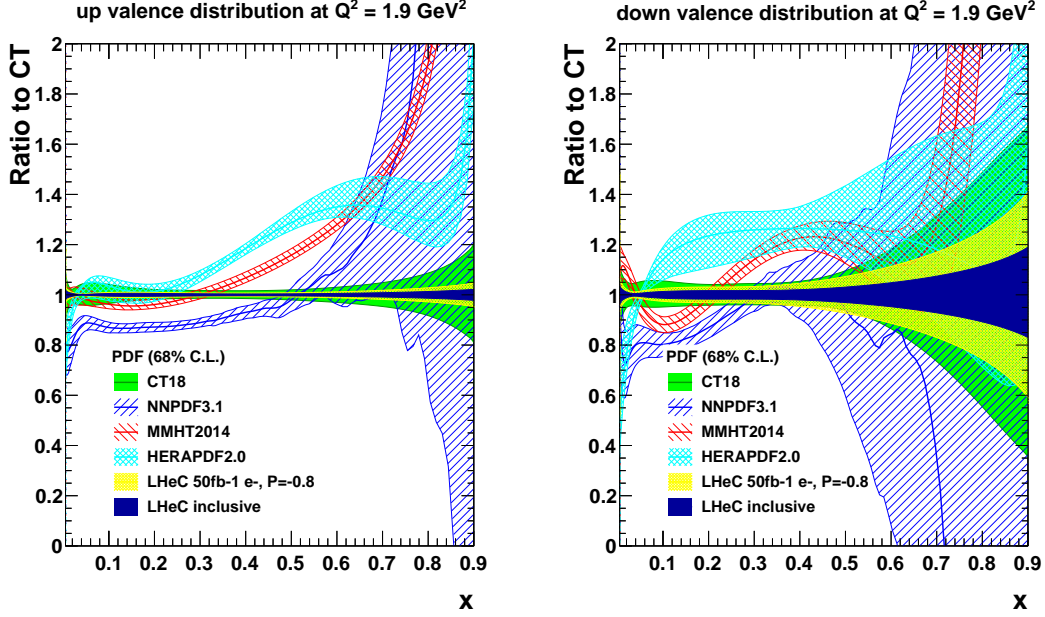 up valence distribution at Q² = 1.9 GeV²
Ratio to CT
2
1.8
1.6
1.4
1.2
1
0.8
0.6
0.4
0.2
0
PDF (68% C.L.)
CT18
NNPDF3.1
MMHT2014
HERAPDF2.0
LHeC 50fb-1 e-, P=-0.8
LHeC inclusive
0.1 0.2 0.3 0.4 0.5 0.6 0.7 0.8 0.9
x
down valence distribution at Q² = 1.9 GeV²
Ratio to CT
2
1.8
1.6
1.4
1.2
1
0.8
0.6
0.4
0.2
0
PDF (68% C.L.)
CT18
NNPDF3.1
MMHT2014
HERAPDF2.0
LHeC 50fb-1 e-, P=-0.8
LHeC inclusive
0.1 0.2 0.3 0.4 0.5 0.6 0.7 0.8 0.9
x